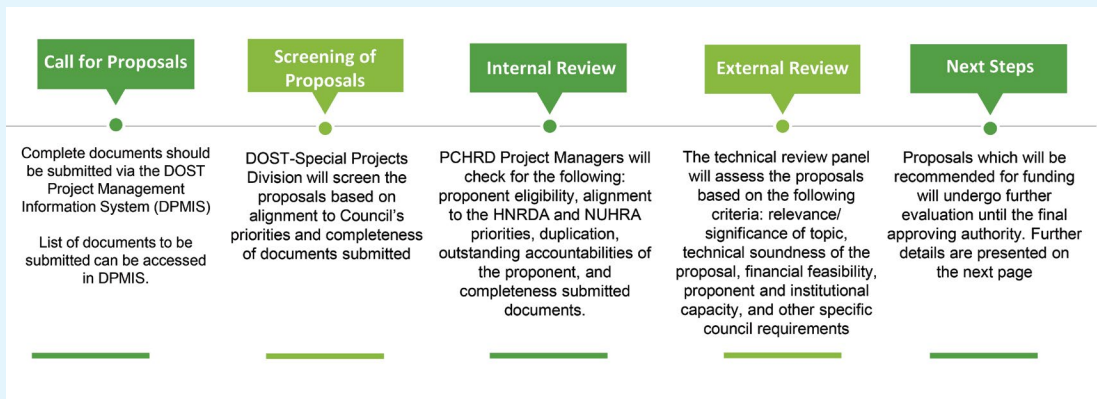 Call for Proposals
Complete documents should
be submitted via the DOST
Project Management
Information System (DPMIS)
List of documents to be
submitted can be accessed
in DPMIS.
Screening of
Proposals
DOST-Special Projects
Division will screen the
proposals based on
alignment to Council's
priorities and completeness
of documents submitted
Internal Review
PCHRD Project Managers will
check for the following:
proponent eligibility, alignment
to the HNRDA and NUHRA
priorities, duplication,
outstanding accountabilities of
the proponent, and
completeness submitted
documents.
External Review
The technical review panel
will assess the proposals
based on the following
criteria: relevance/
significance of topic,
technical soundness of the
proposal, financial feasibility,
proponent and institutional
capacity, and other specific
council requirements
Next Steps
Proposals which will be
recommended for funding
will undergo further
evaluation until the final
approving authority. Further
details are presented on
the next page